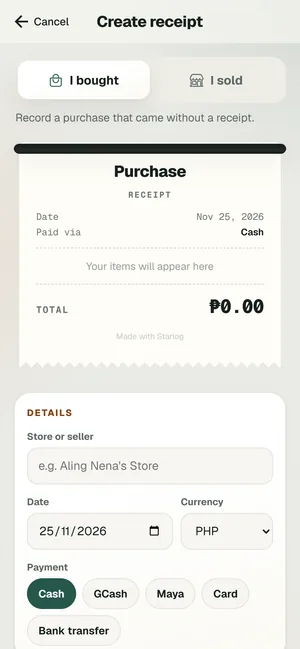 Cancel Create receipt
I bought I sold
Record a purchase that came without a receipt.
Purchase
RECEIPT
Date Nov 25, 2026
Paid via Cash
Your items will appear here
TOTAL ₱0.00
Made with Starlog
DETAILS
Store or seller
e.g. Aling Nena's Store
Date Currency
25/11/2026 PHP
Payment
Cash GCash Maya Card
Bank transfer